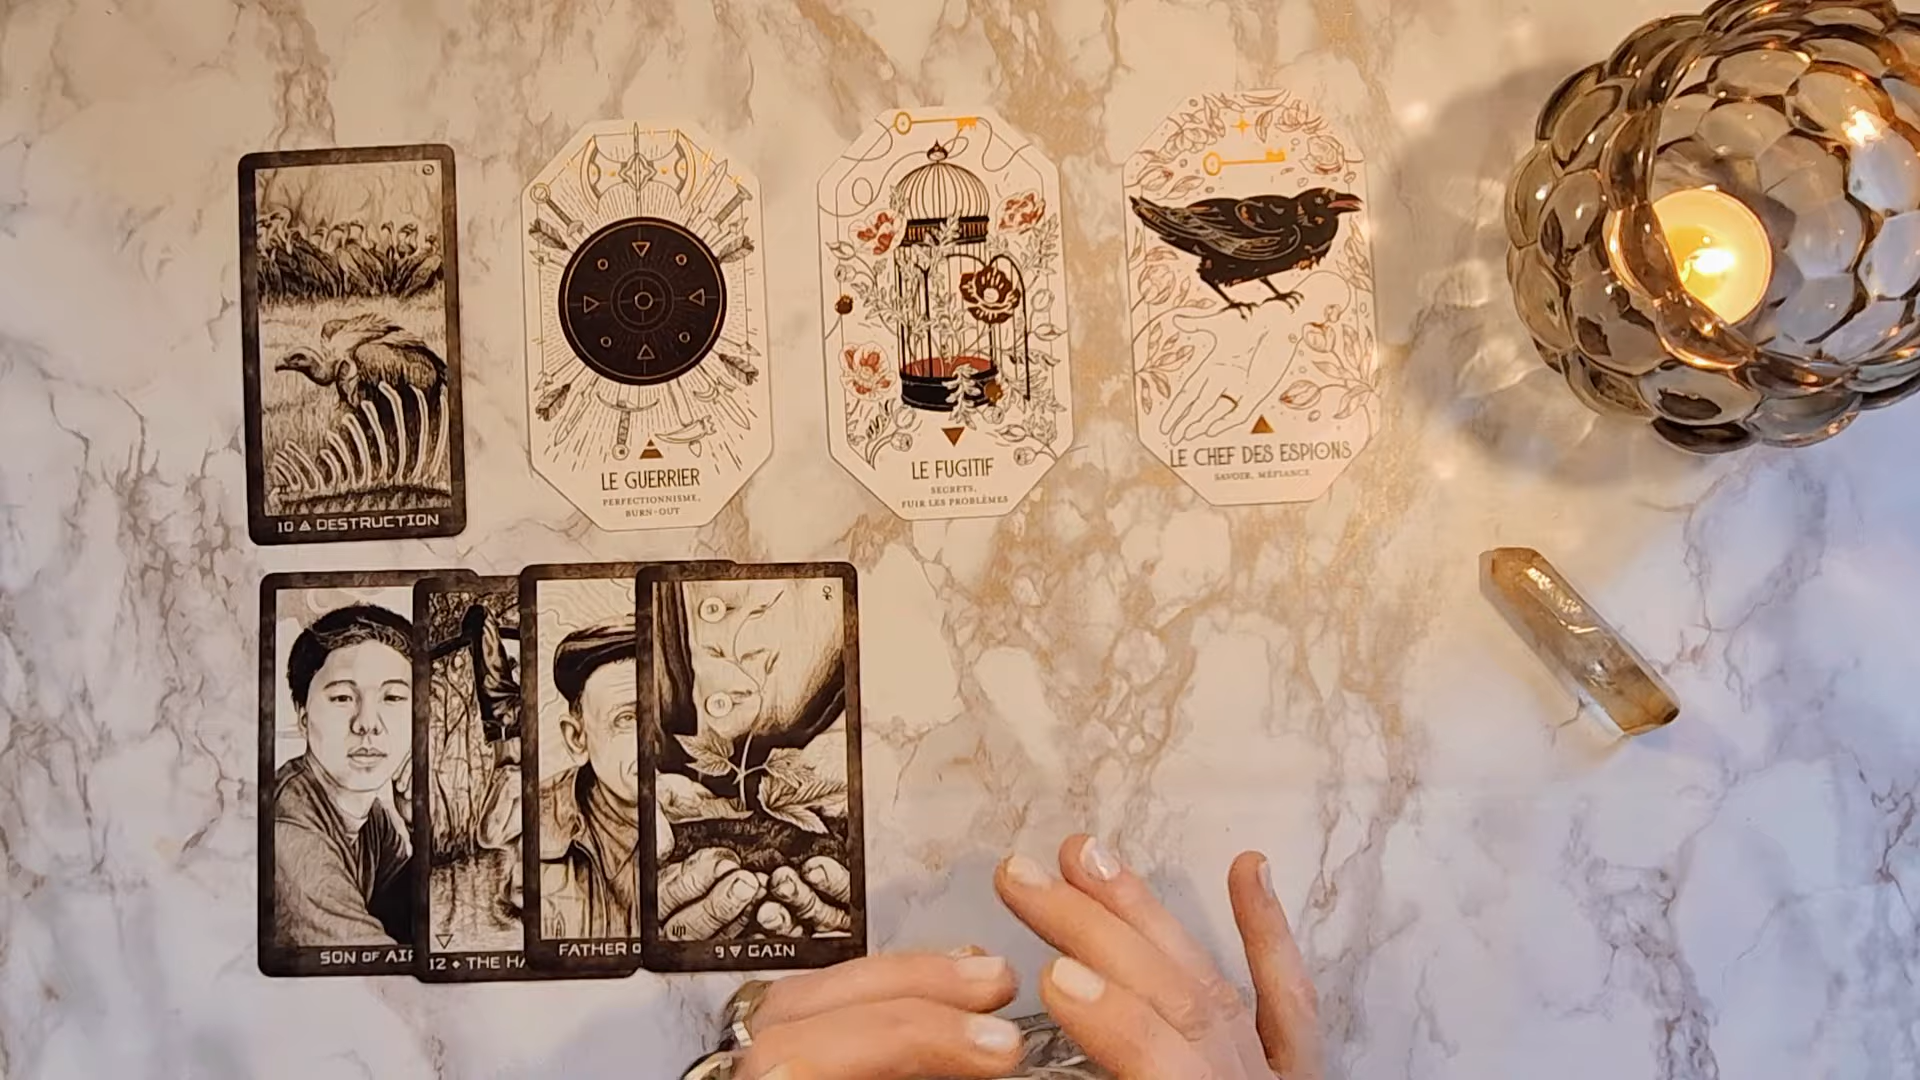 10 🜁 DESTRUCTION
LE GUERRIER
PERFECTIONNISME,
BURN-OUT
LE FUGITIF
SECRETS,
FUIR LES PROBLÈMES
LE CHEF DES ESPIONS
SAVOIR, MÉFIANCE
SON OF AIR
12 ⬥ THE HA
FATHER O
9 ▽ GAIN